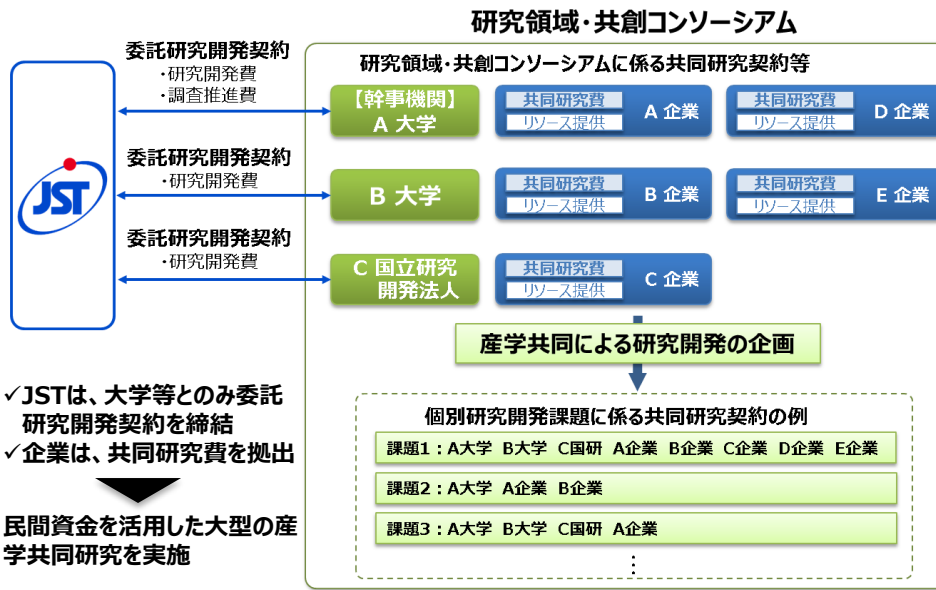 研究領域・共創コンソーシアム
委託研究開発契約
・研究開発費
・調査推進費
委託研究開発契約
・研究開発費
委託研究開発契約
・研究開発費
JST
研究領域・共創コンソーシアムに係る共同研究契約等
【幹事機関】
A 大学
共同研究費
リソース提供
A 企業
共同研究費
リソース提供
D 企業
B 大学
共同研究費
リソース提供
B 企業
共同研究費
リソース提供
E 企業
C 国立研究
開発法人
共同研究費
リソース提供
C 企業
産学共同による研究開発の企画
個別研究開発課題に係る共同研究契約の例
課題1：A大学 B大学 C国研 A企業 B企業 C企業 D企業 E企業
課題2：A大学 A企業 B企業
課題3：A大学 B大学 C国研 A企業
⋮
✓JSTは、大学等とのみ委託
研究開発契約を締結
✓企業は、共同研究費を拠出
民間資金を活用した大型の産
学共同研究を実施